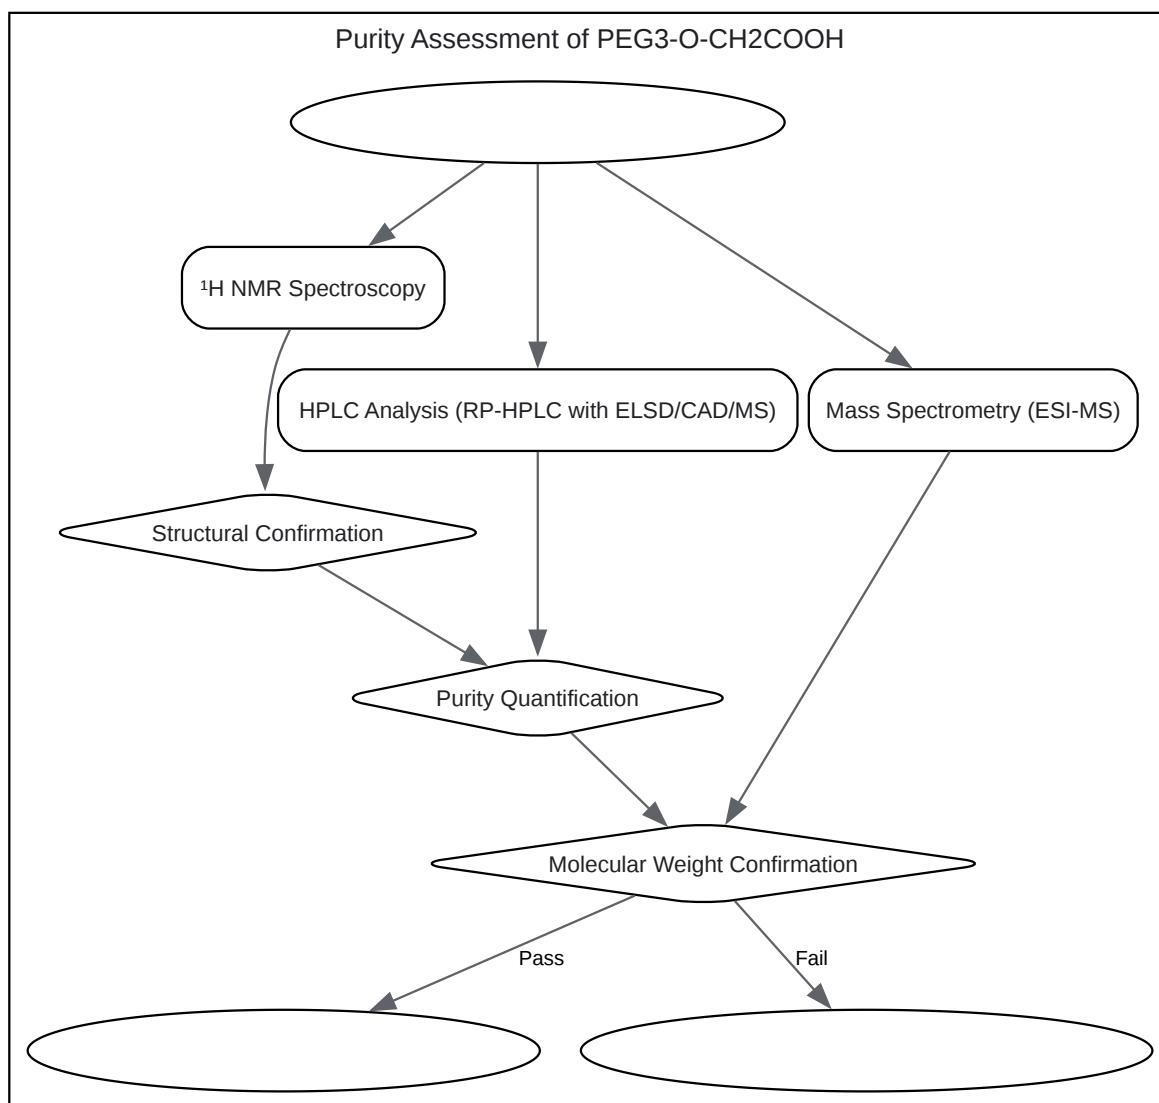 Purity Assessment of PEG3-O-CH2COOH
¹H NMR Spectroscopy
HPLC Analysis (RP-HPLC with ELSD/CAD/MS)
Mass Spectrometry (ESI-MS)
Structural Confirmation
Purity Quantification
Molecular Weight Confirmation
Pass
Fail